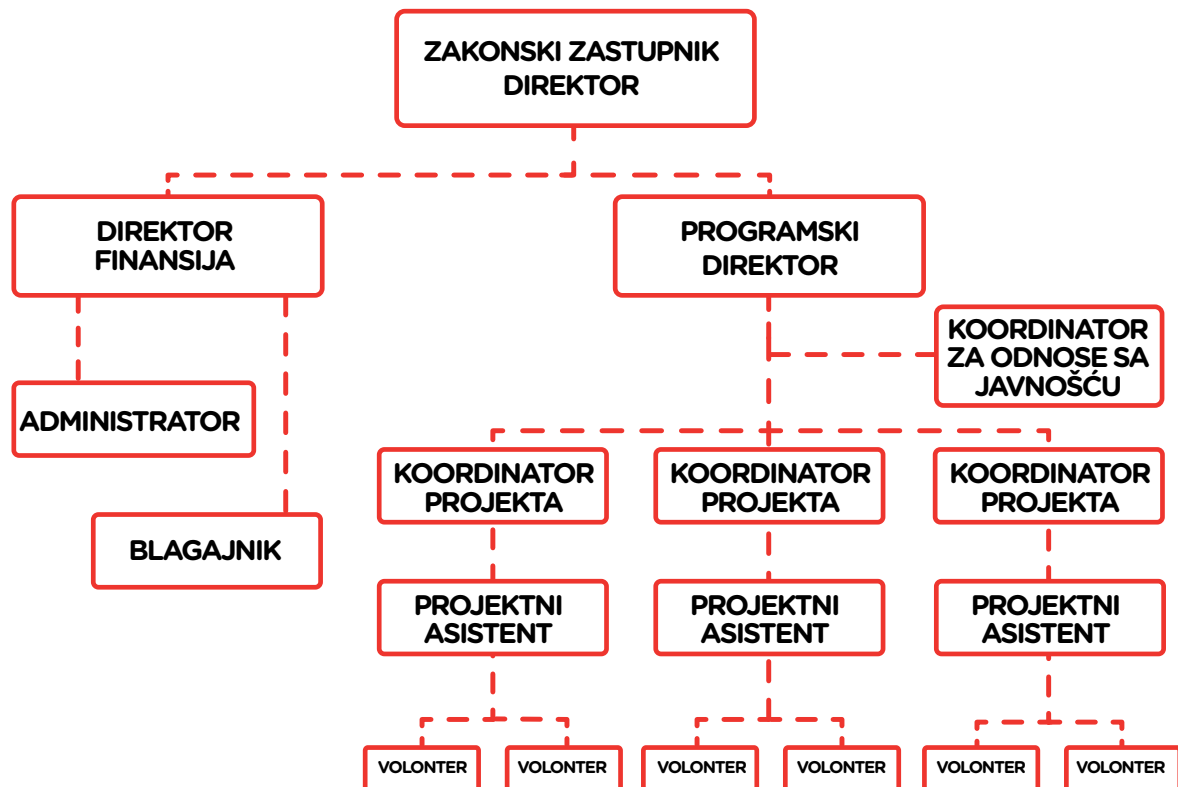 ZAKONSKI ZASTUPNIK
DIREKTOR
DIREKTOR
FINANSIJA
PROGRAMSKI
DIREKTOR
KOORDINATOR
ZA ODNOSE SA
JAVNOŠĆU
ADMINISTRATOR
BLAGAJNIK
KOORDINATOR
PROJEKTA
KOORDINATOR
PROJEKTA
KOORDINATOR
PROJEKTA
PROJEKTNI
ASISTENT
PROJEKTNI
ASISTENT
PROJEKTNI
ASISTENT
VOLONTER
VOLONTER
VOLONTER
VOLONTER
VOLONTER
VOLONTER